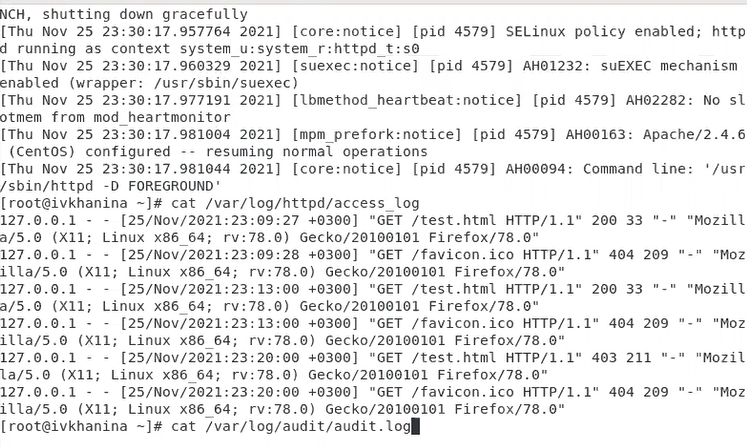 NCH, shutting down gracefully
[Thu Nov 25 23:30:17.957764 2021] [core:notice] [pid 4579] SELinux policy enabled; http
d running as context system_u:system_r:httpd_t:s0
[Thu Nov 25 23:30:17.960329 2021] [suexec:notice] [pid 4579] AH01232: suEXEC mechanism
enabled (wrapper: /usr/sbin/suexec)
[Thu Nov 25 23:30:17.977191 2021] [lbmethod_heartbeat:notice] [pid 4579] AH02282: No sl
otmem from mod_heartmonitor
[Thu Nov 25 23:30:17.981004 2021] [mpm_prefork:notice] [pid 4579] AH00163: Apache/2.4.6
(CentOS) configured -- resuming normal operations
[Thu Nov 25 23:30:17.981044 2021] [core:notice] [pid 4579] AH00094: Command line: '/usr
/sbin/httpd -D FOREGROUND'
[root@ivkhanina ~]# cat /var/log/httpd/access_log
127.0.0.1 - - [25/Nov/2021:23:09:27 +0300] "GET /test.html HTTP/1.1" 200 33 "-" "Mozill
a/5.0 (X11; Linux x86_64; rv:78.0) Gecko/20100101 Firefox/78.0"
127.0.0.1 - - [25/Nov/2021:23:09:28 +0300] "GET /favicon.ico HTTP/1.1" 404 209 "-" "Moz
illa/5.0 (X11; Linux x86_64; rv:78.0) Gecko/20100101 Firefox/78.0"
127.0.0.1 - - [25/Nov/2021:23:13:00 +0300] "GET /test.html HTTP/1.1" 200 33 "-" "Mozill
a/5.0 (X11; Linux x86_64; rv:78.0) Gecko/20100101 Firefox/78.0"
127.0.0.1 - - [25/Nov/2021:23:13:00 +0300] "GET /favicon.ico HTTP/1.1" 404 209 "-" "Moz
illa/5.0 (X11; Linux x86_64; rv:78.0) Gecko/20100101 Firefox/78.0"
127.0.0.1 - - [25/Nov/2021:23:20:00 +0300] "GET /test.html HTTP/1.1" 403 211 "-" "Mozil
la/5.0 (X11; Linux x86_64; rv:78.0) Gecko/20100101 Firefox/78.0"
127.0.0.1 - - [25/Nov/2021:23:20:00 +0300] "GET /favicon.ico HTTP/1.1" 404 209 "-" "Moz
illa/5.0 (X11; Linux x86_64; rv:78.0) Gecko/20100101 Firefox/78.0"
[root@ivkhanina ~]# cat /var/log/audit/audit.log